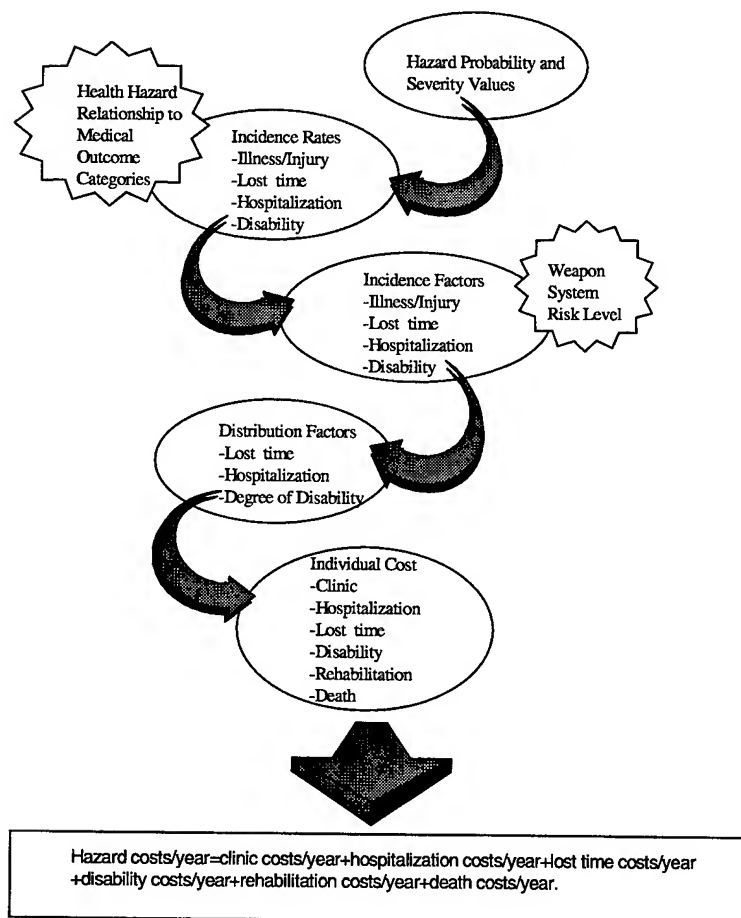 Hazard Probability and
Severity Values
Health Hazard
Relationship to
Medical
Outcome
Categories
Incidence Rates
-Illness/Injury
-Lost time
-Hospitalization
-Disability
Incidence Factors
-Illness/Injury
-Lost time
-Hospitalization
-Disability
Weapon
System
Risk Level
Distribution Factors
-Lost time
-Hospitalization
-Degree of Disability
Individual Cost
-Clinic
-Hospitalization
-Lost time
-Disability
-Rehabilitation
-Death
Hazard costs/year=clinic costs/year+hospitalization costs/year+lost time costs/year
+disability costs/year+rehabilitation costs/year+death costs/year.